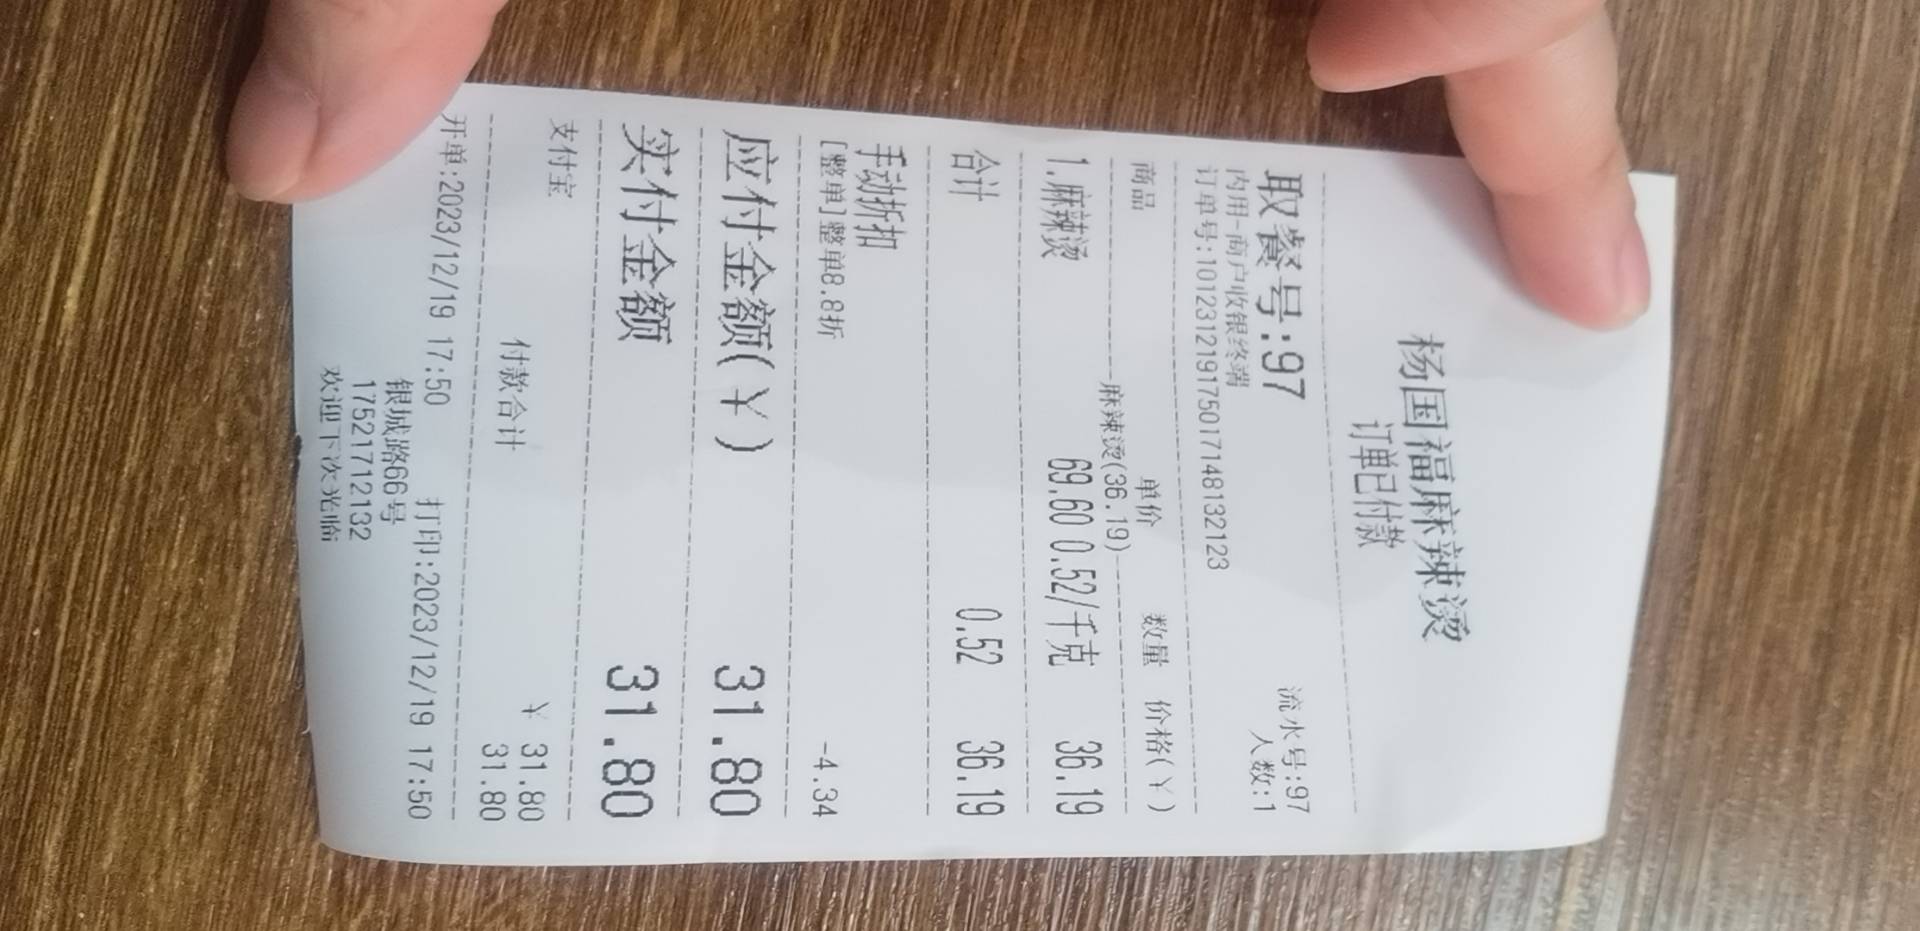 杨国福麻辣烫
订单已付款
取餐号:97 流水号:97
内用-商户收银终端 人数:1
订单号:101231219175017148132123
商品 单价 数量 价格(¥)
麻辣烫(36.19)
1.麻辣烫 69.60 0.52/千克 36.19
合计 0.52 36.19
手动折扣
[整单]整单8.8折 -4.34
应付金额(¥) 31.80
实付金额 31.80
支付宝 ¥ 31.80
付款合计 31.80
开单:2023/12/19 17:50 打印:2023/12/19 17:50
银城路66号
17521712132
欢迎下次光临